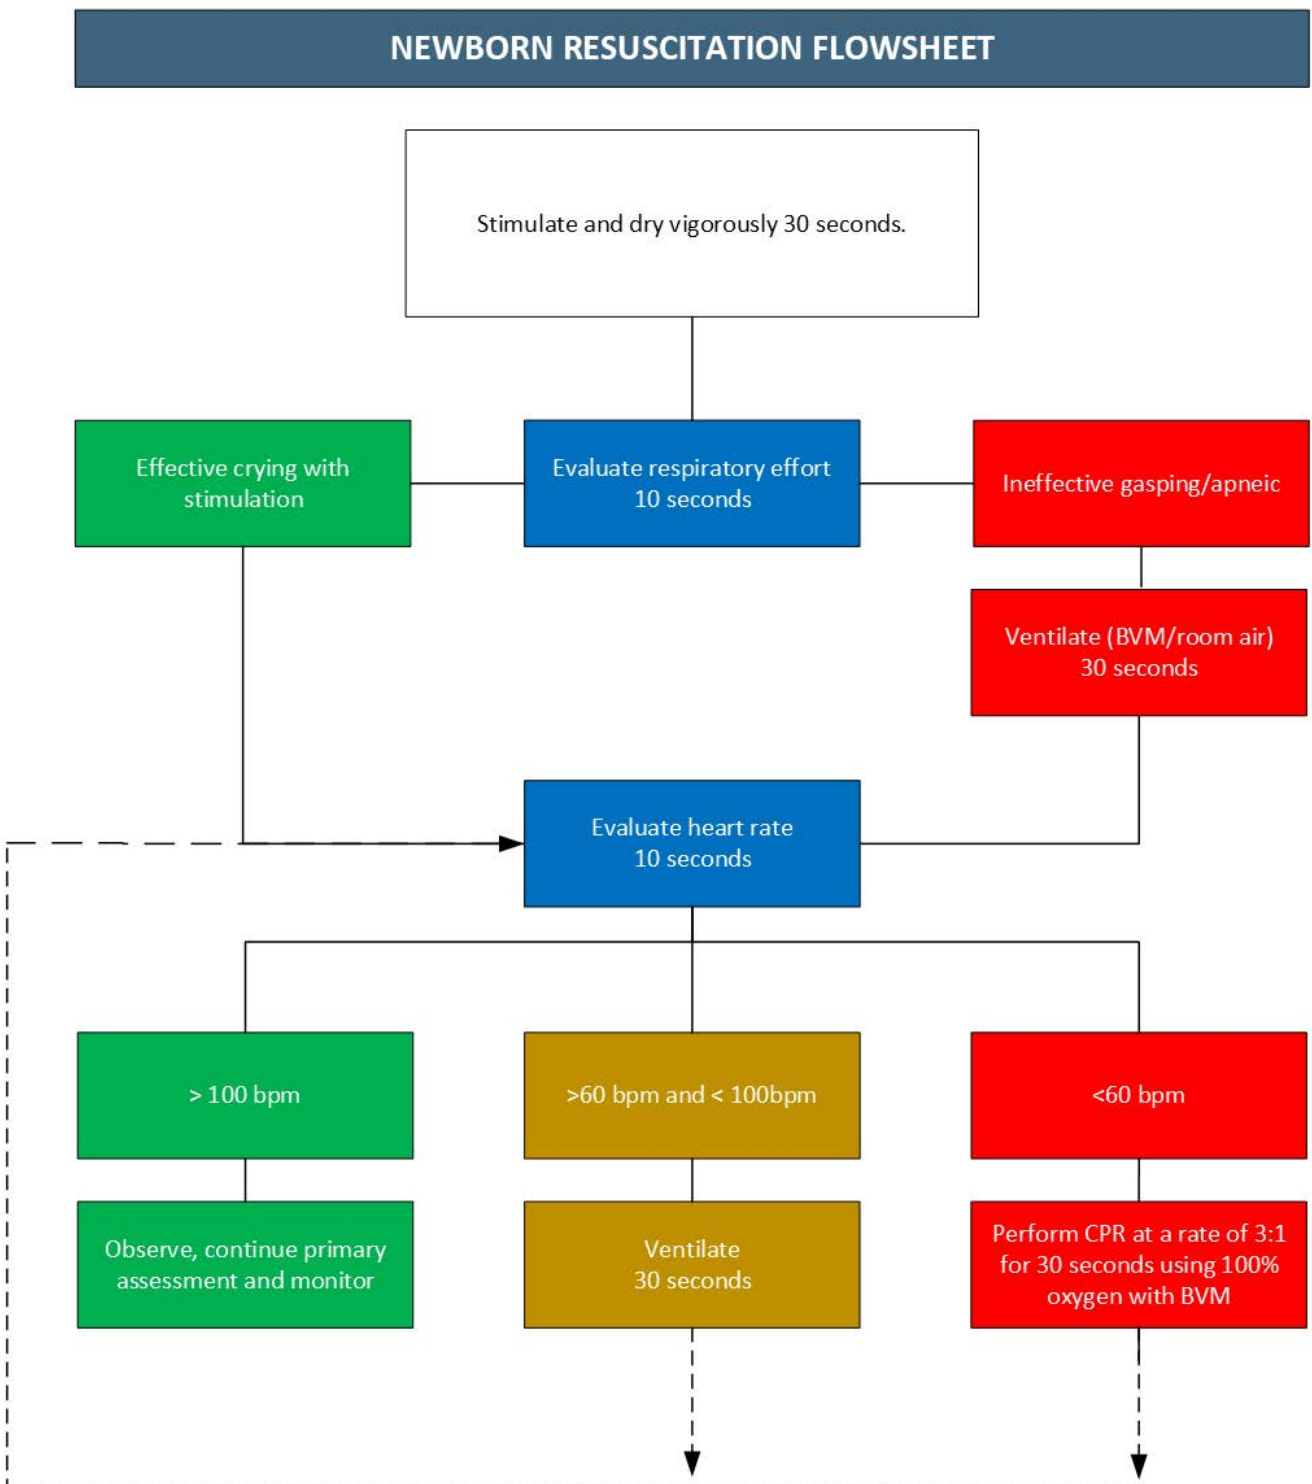 NEWBORN RESUSCITATION FLOWSHEET
Stimulate and dry vigorously 30 seconds.
Effective crying with
stimulation
Evaluate respiratory effort
10 seconds
Ineffective gasping/apneic
Ventilate (BVM/room air)
30 seconds
Evaluate heart rate
10 seconds
> 100 bpm
>60 bpm and < 100bpm
<60 bpm
Observe, continue primary
assessment and monitor
Ventilate
30 seconds
Perform CPR at a rate of 3:1
for 30 seconds using 100%
oxygen with BVM